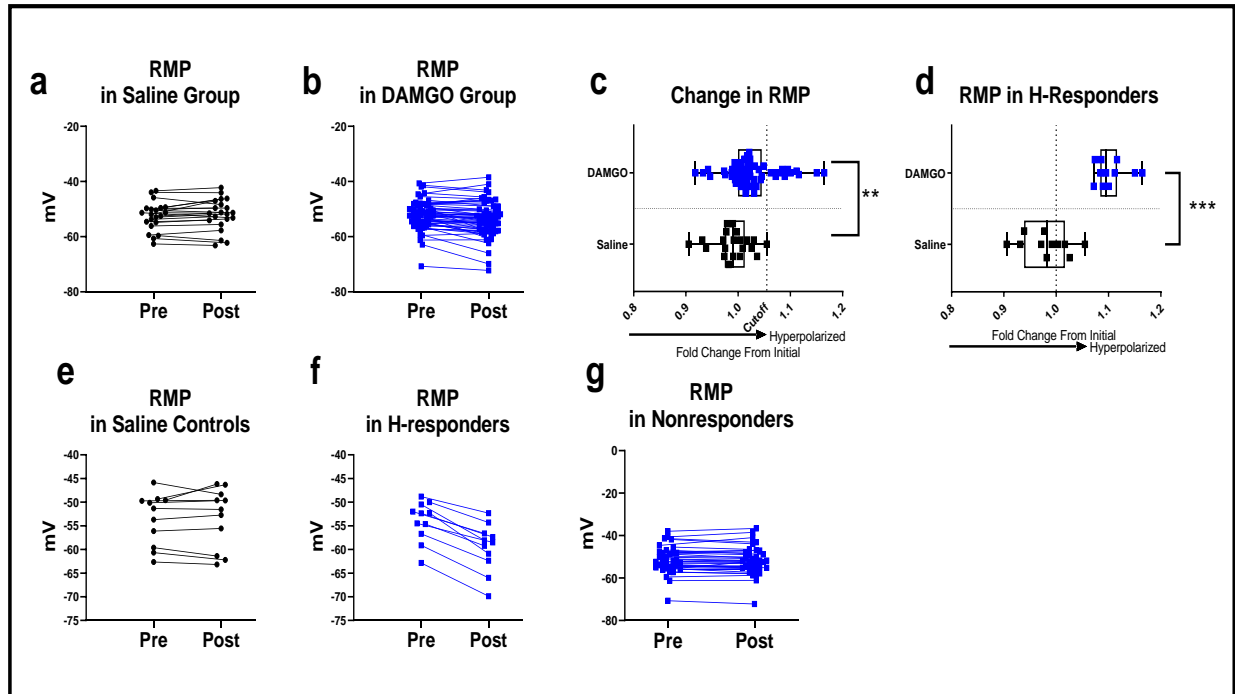 a
RMP
in Saline Group
-20
-40
-60
-80
mV
Pre
Post
b
RMP
in DAMGO Group
-20
-40
-60
-80
mV
Pre
Post
c
Change in RMP
DAMGO
Saline
**
0.8
0.9
1.0
Cutoff
1.1
1.2
Hyperpolarized
Fold Change From Initial
d
RMP in H-Responders
DAMGO
Saline
***
0.8
0.9
1.0
1.1
1.2
Fold Change From Initial
Hyperpolarized
e
RMP
in Saline Controls
-40
-45
-50
-55
-60
-65
-70
-75
mV
Pre
Post
f
RMP
in H-responders
-40
-45
-50
-55
-60
-65
-70
-75
mV
Pre
Post
g
RMP
in Nonresponders
0
-20
-40
-60
-80
mV
Pre
Post